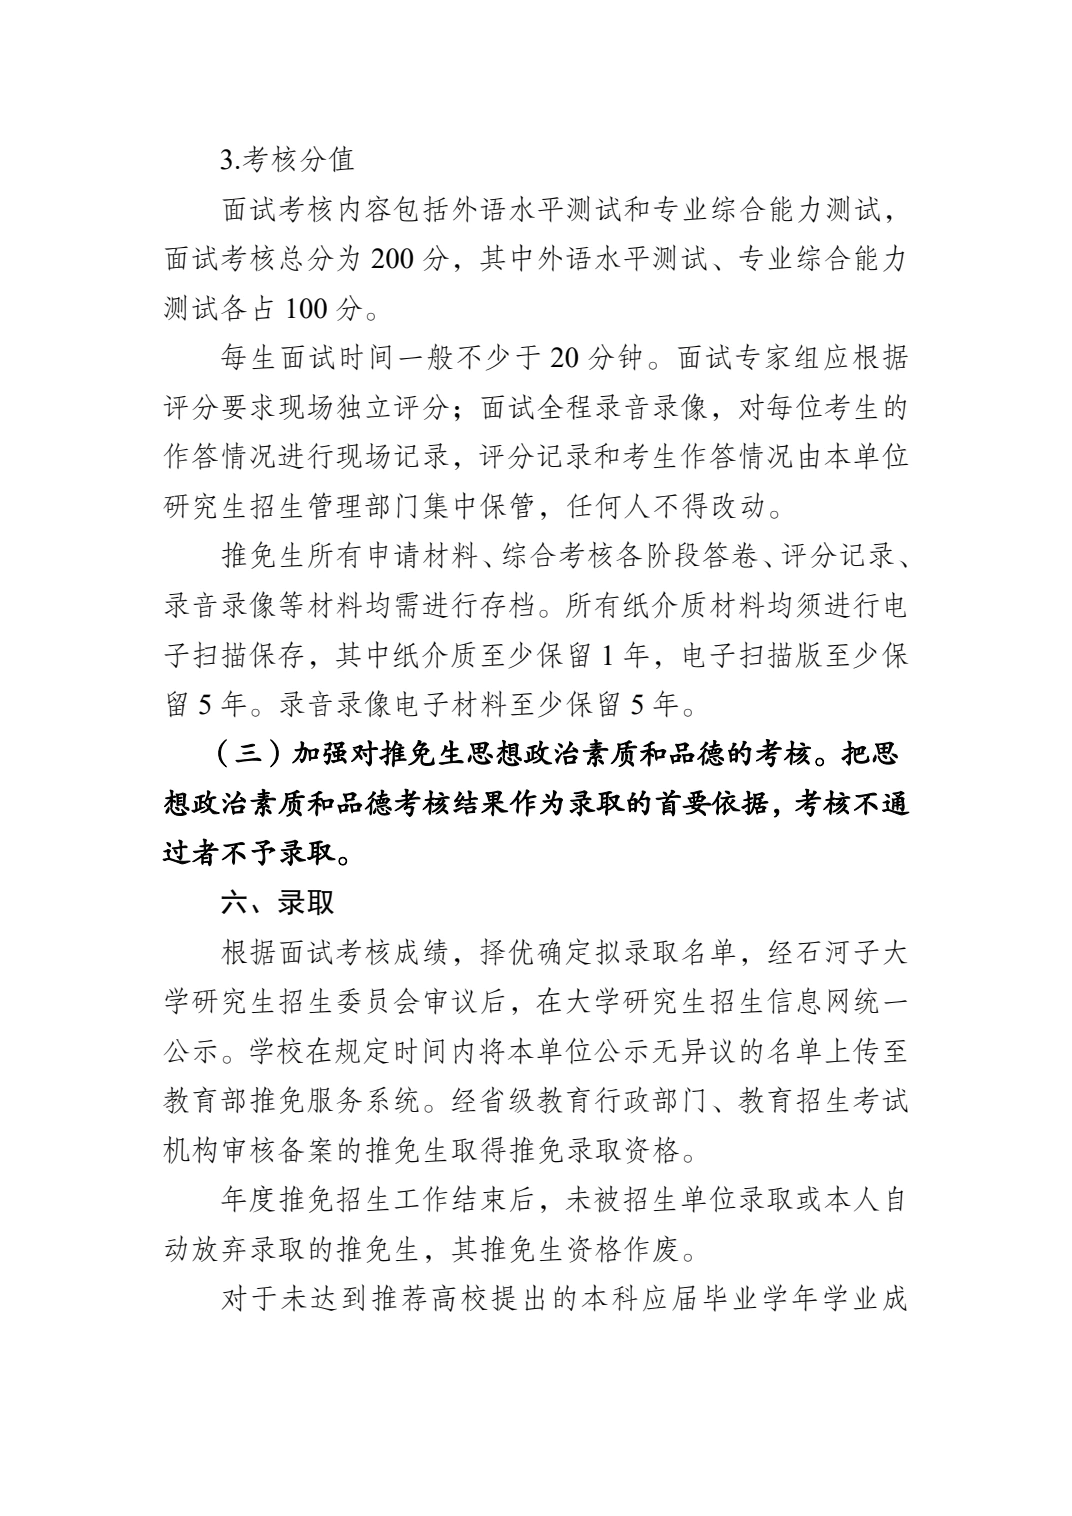 3.考核分值
面试考核内容包括外语水平测试和专业综合能力测试，
面试考核总分为 200 分，其中外语水平测试、专业综合能力
测试各占 100 分。
每生面试时间一般不少于 20 分钟。面试专家组应根据
评分要求现场独立评分；面试全程录音录像，对每位考生的
作答情况进行现场记录，评分记录和考生作答情况由本单位
研究生招生管理部门集中保管，任何人不得改动。
推免生所有申请材料、综合考核各阶段答卷、评分记录、
录音录像等材料均需进行存档。所有纸介质材料均须进行电
子扫描保存，其中纸介质至少保留 1 年，电子扫描版至少保
留 5 年。录音录像电子材料至少保留 5 年。
（三）加强对推免生思想政治素质和品德的考核。把思
想政治素质和品德考核结果作为录取的首要依据，考核不通
过者不予录取。
六、录取
根据面试考核成绩，择优确定拟录取名单，经石河子大
学研究生招生委员会审议后，在大学研究生招生信息网统一
公示。学校在规定时间内将本单位公示无异议的名单上传至
教育部推免服务系统。经省级教育行政部门、教育招生考试
机构审核备案的推免生取得推免录取资格。
年度推免招生工作结束后，未被招生单位录取或本人自
动放弃录取的推免生，其推免生资格作废。
对于未达到推荐高校提出的本科应届毕业学年学业成